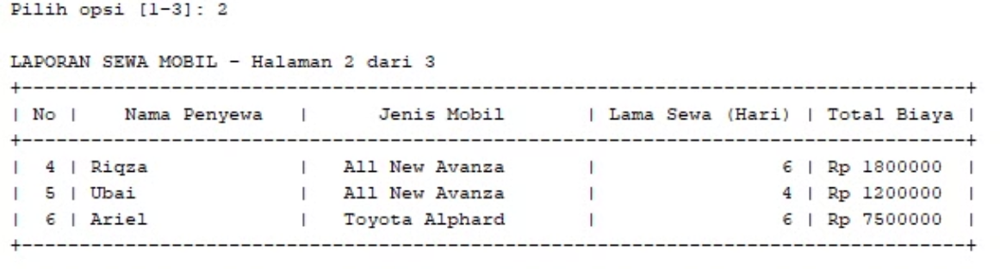 Pilih opsi [1-3]: 2
LAPORAN SEWA MOBIL - Halaman 2 dari 3
+----------------------------------------------------------------------------------+
| No |    Nama Penyewa   |      Jenis Mobil       | Lama Sewa (Hari) | Total Biaya |
+----------------------------------------------------------------------------------+
|  4 | Riqza             |   All New Avanza       |                6 | Rp 1800000  |
|  5 | Ubai              |   All New Avanza       |                4 | Rp 1200000  |
|  6 | Ariel             |   Toyota Alphard       |                6 | Rp 7500000  |
+----------------------------------------------------------------------------------+